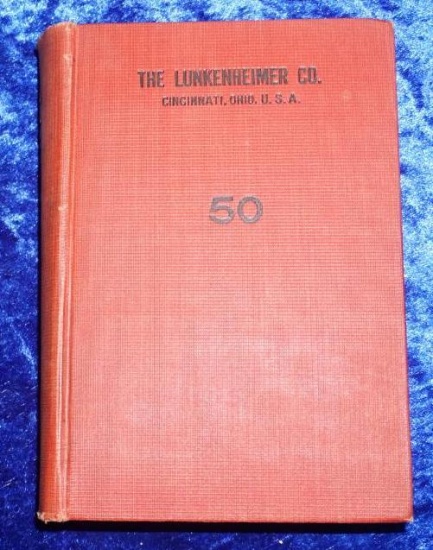 THE LUNKENHEIMER CO.
CINCINNATI, OHIO, U. S. A.
50